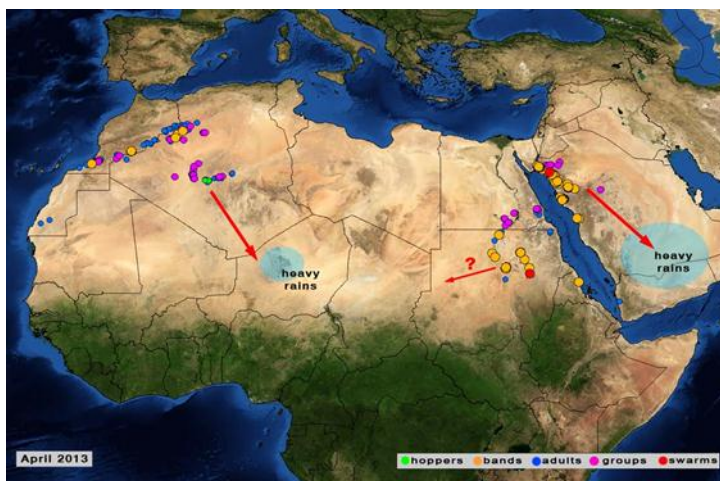 heavy
rains
heavy
rains
?
April 2013
hoppers bands adults groups swarms